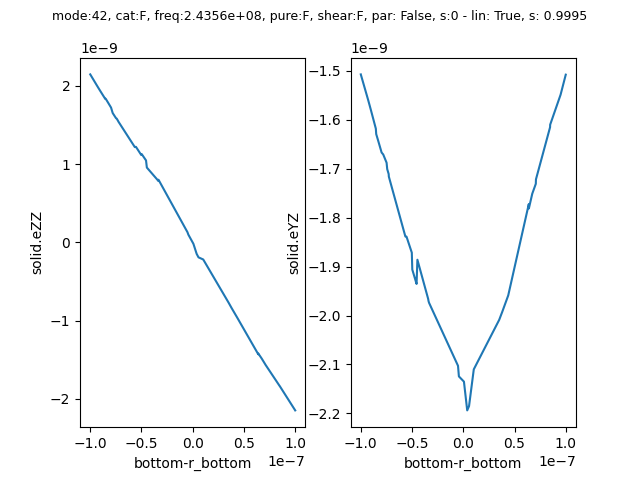 mode:42, cat:F, freq:2.4356e+08, pure:F, shear:F, par: False, s:0 - lin: True, s: 0.9995
1e−9
2
1
0
−1
−2
solid.eZZ
−1.0
−0.5
0.0
0.5
1.0
bottom-r_bottom
1e−7
1e−9
−1.5
−1.6
−1.7
−1.8
−1.9
−2.0
−2.1
−2.2
solid.eYZ
−1.0
−0.5
0.0
0.5
1.0
bottom-r_bottom
1e−7